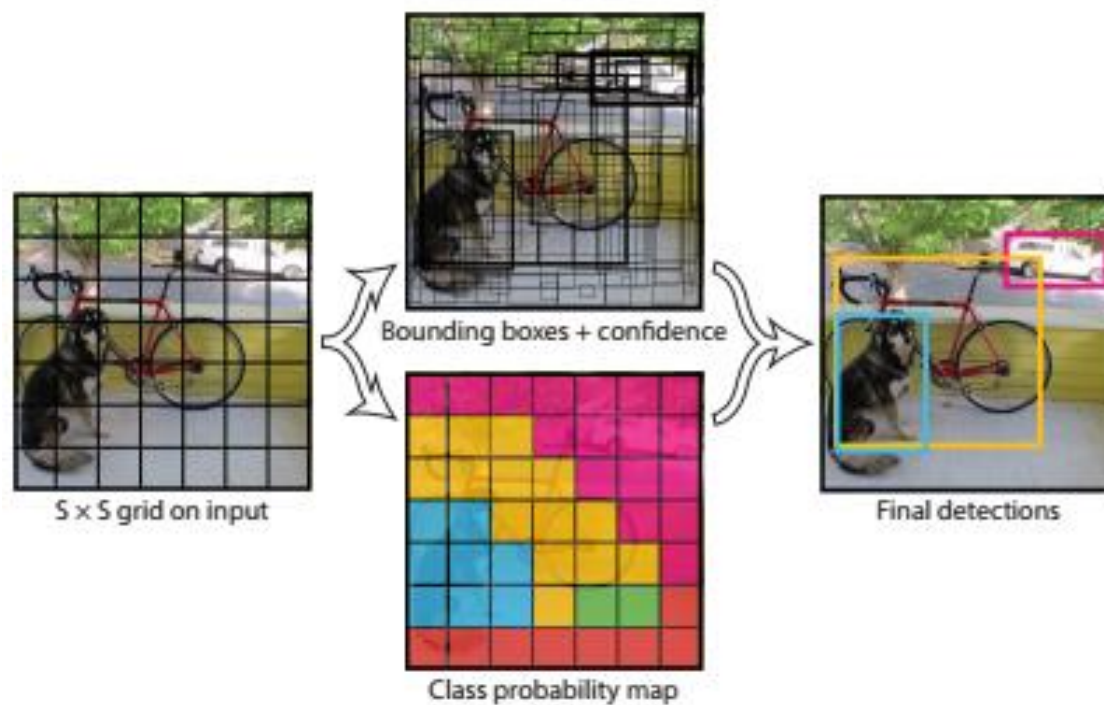 Bounding boxes + confidence
S × S grid on input
Final detections
Class probability map